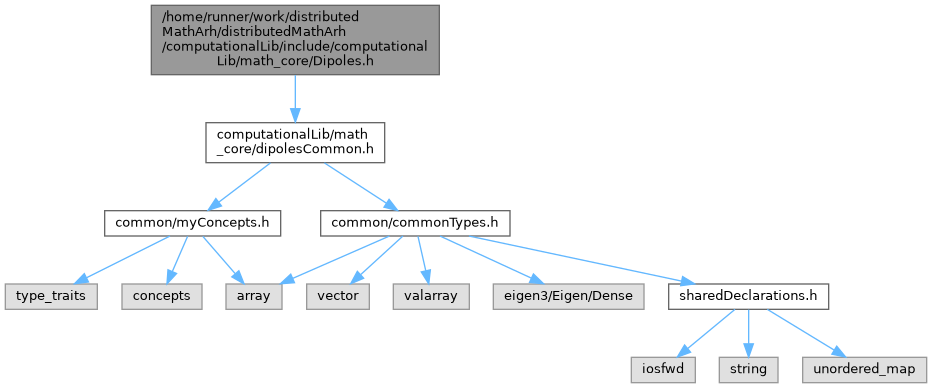 /home/runner/work/distributed
MathArh/distributedMathArh
/computationalLib/include/computational
Lib/math_core/Dipoles.h
computationalLib/math
_core/dipolesCommon.h
common/myConcepts.h
common/commonTypes.h
type_traits
concepts
array
vector
valarray
eigen3/Eigen/Dense
sharedDeclarations.h
iosfwd
string
unordered_map